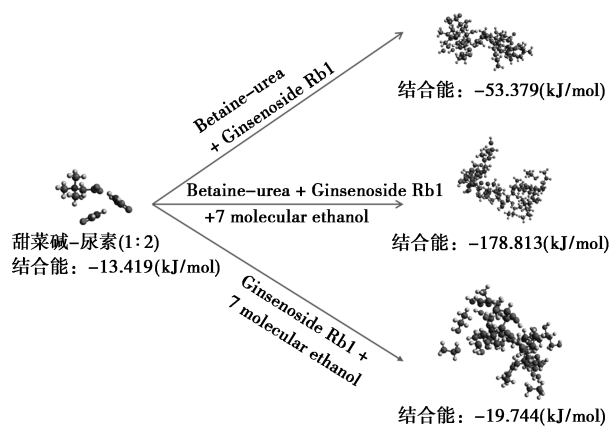 Betaine-urea
+ Ginsenoside Rb1
结合能：-53.379(kJ/mol)
Betaine-urea + Ginsenoside Rb1
+7 molecular ethanol
甜菜碱-尿素(1:2)
结合能：-13.419(kJ/mol)
结合能：-178.813(kJ/mol)
Ginsenoside Rb1 +
7 molecular ethanol
结合能：-19.744(kJ/mol)